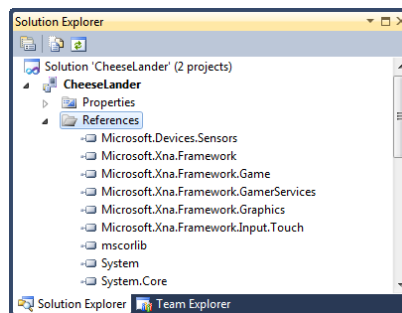 Solution Explorer
Solution 'CheeseLander' (2 projects)
CheeseLander
Properties
References
Microsoft.Devices.Sensors
Microsoft.Xna.Framework
Microsoft.Xna.Framework.Game
Microsoft.Xna.Framework.GamerServices
Microsoft.Xna.Framework.Graphics
Microsoft.Xna.Framework.Input.Touch
mscorlib
System
System.Core
Solution Explorer Team Explorer